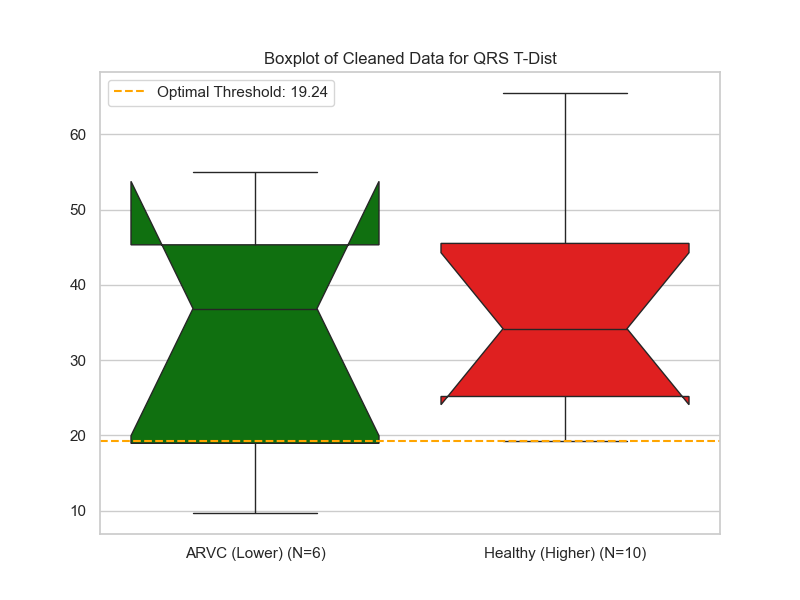 Boxplot of Cleaned Data for QRS T-Dist
Optimal Threshold: 19.24
60
50
40
30
20
10
ARVC (Lower) (N=6)
Healthy (Higher) (N=10)